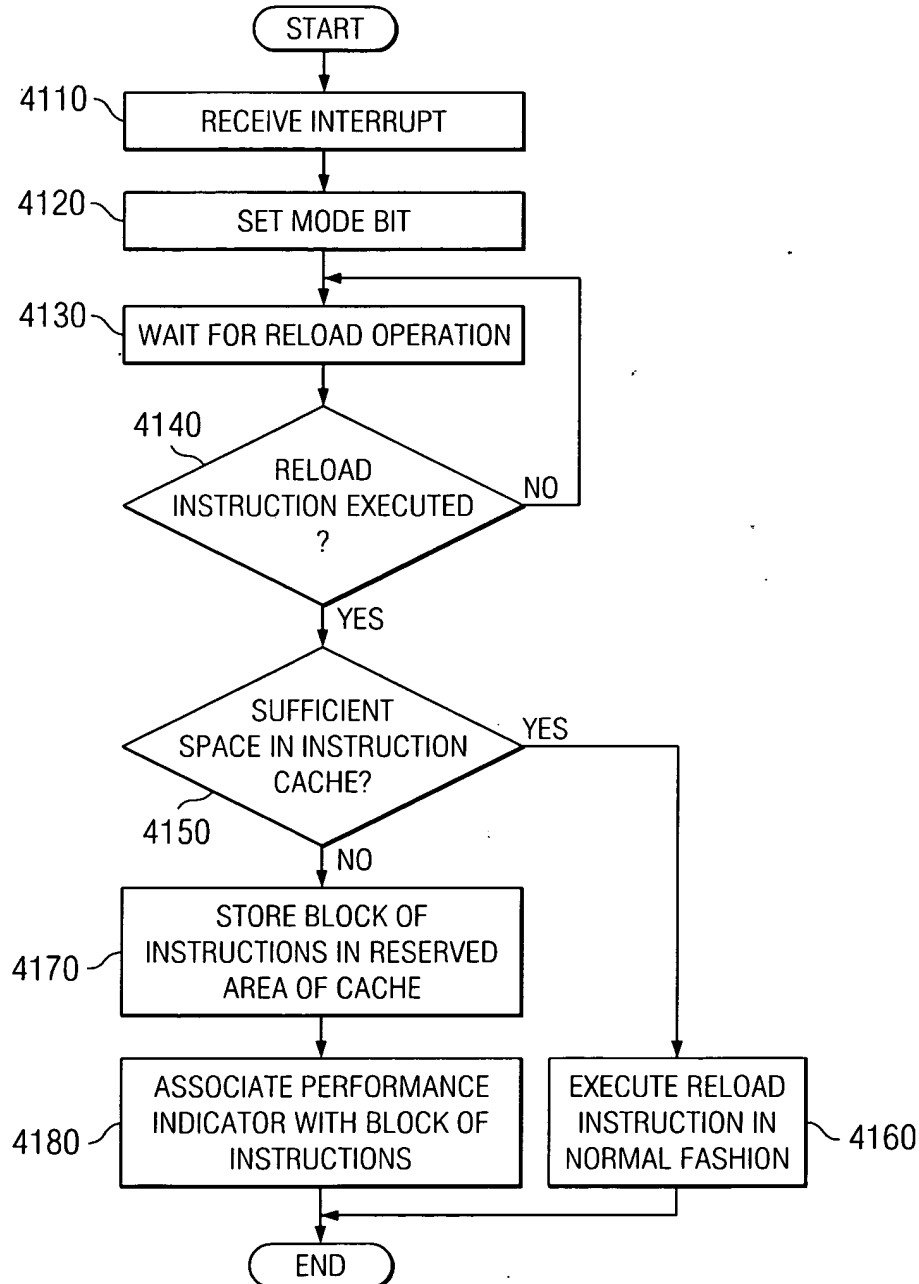 START
4110
RECEIVE INTERRUPT
4120
SET MODE BIT
4130
WAIT FOR RELOAD OPERATION
4140
RELOAD
INSTRUCTION EXECUTED
?
NO
YES
SUFFICIENT
SPACE IN INSTRUCTION
CACHE?
YES
4150
NO
STORE BLOCK OF
INSTRUCTIONS IN RESERVED
AREA OF CACHE
4170
ASSOCIATE PERFORMANCE
INDICATOR WITH BLOCK OF
INSTRUCTIONS
4180
EXECUTE RELOAD
INSTRUCTION IN
NORMAL FASHION
4160
END